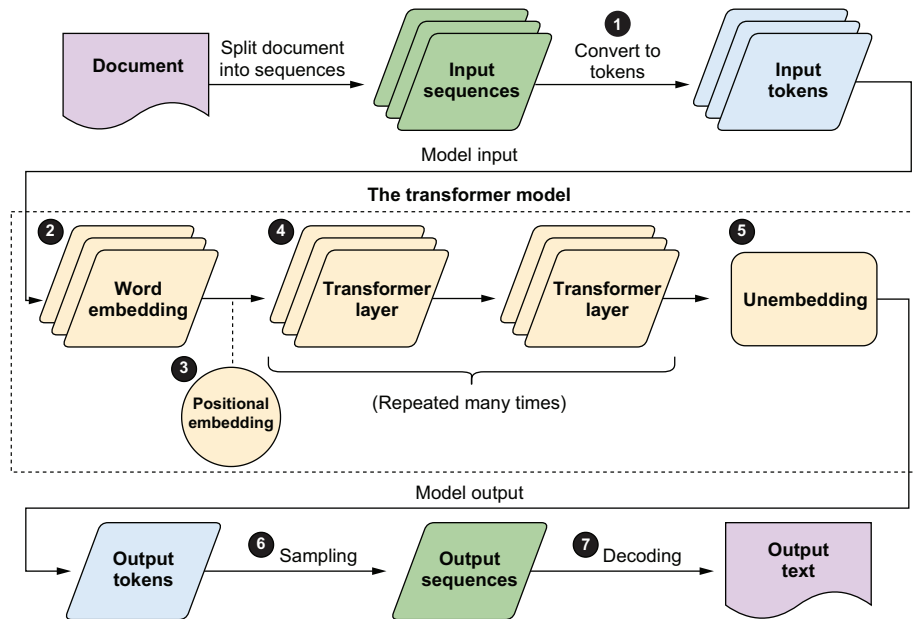 1
Document
Split document
into sequences
Input
sequences
Convert to
tokens
Input
tokens
Model input
The transformer model
2
Word
embedding
3
Positional
embedding
4
Transformer
layer
Transformer
layer
(Repeated many times)
5
Unembedding
Model output
Output
tokens
6
Sampling
Output
sequences
7
Decoding
Output
text